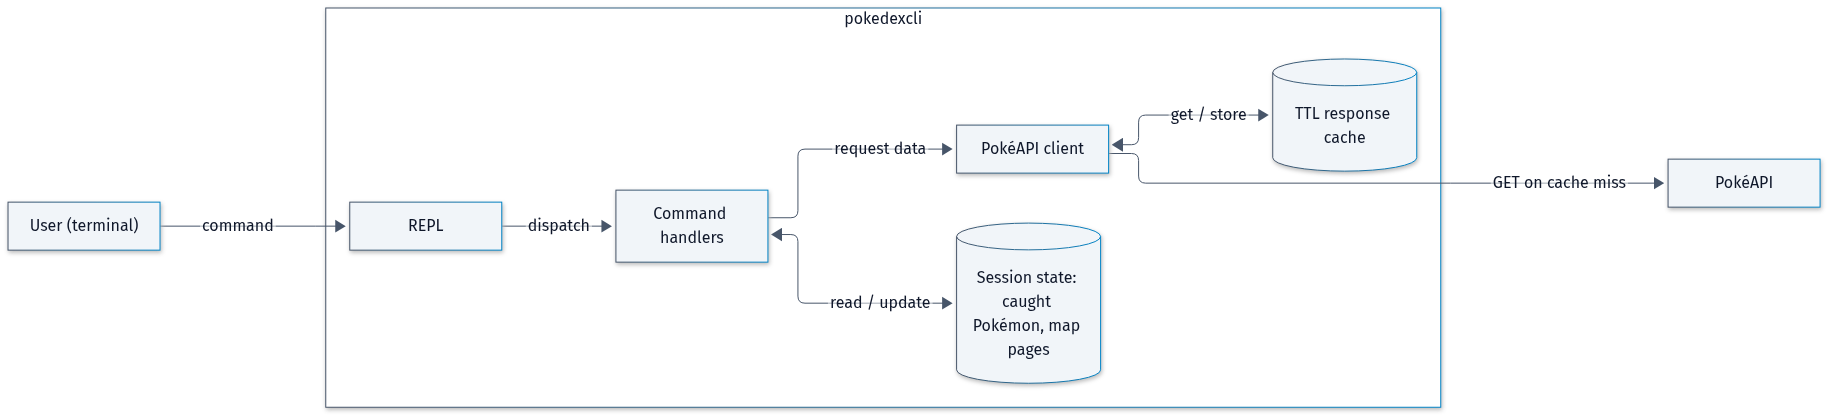 pokedexcli
User (terminal)
command
REPL
dispatch
Command
handlers
request data
read / update
PokéAPI client
get / store
TTL response
cache
GET on cache miss
PokéAPI
Session state:
caught
Pokémon, map
pages